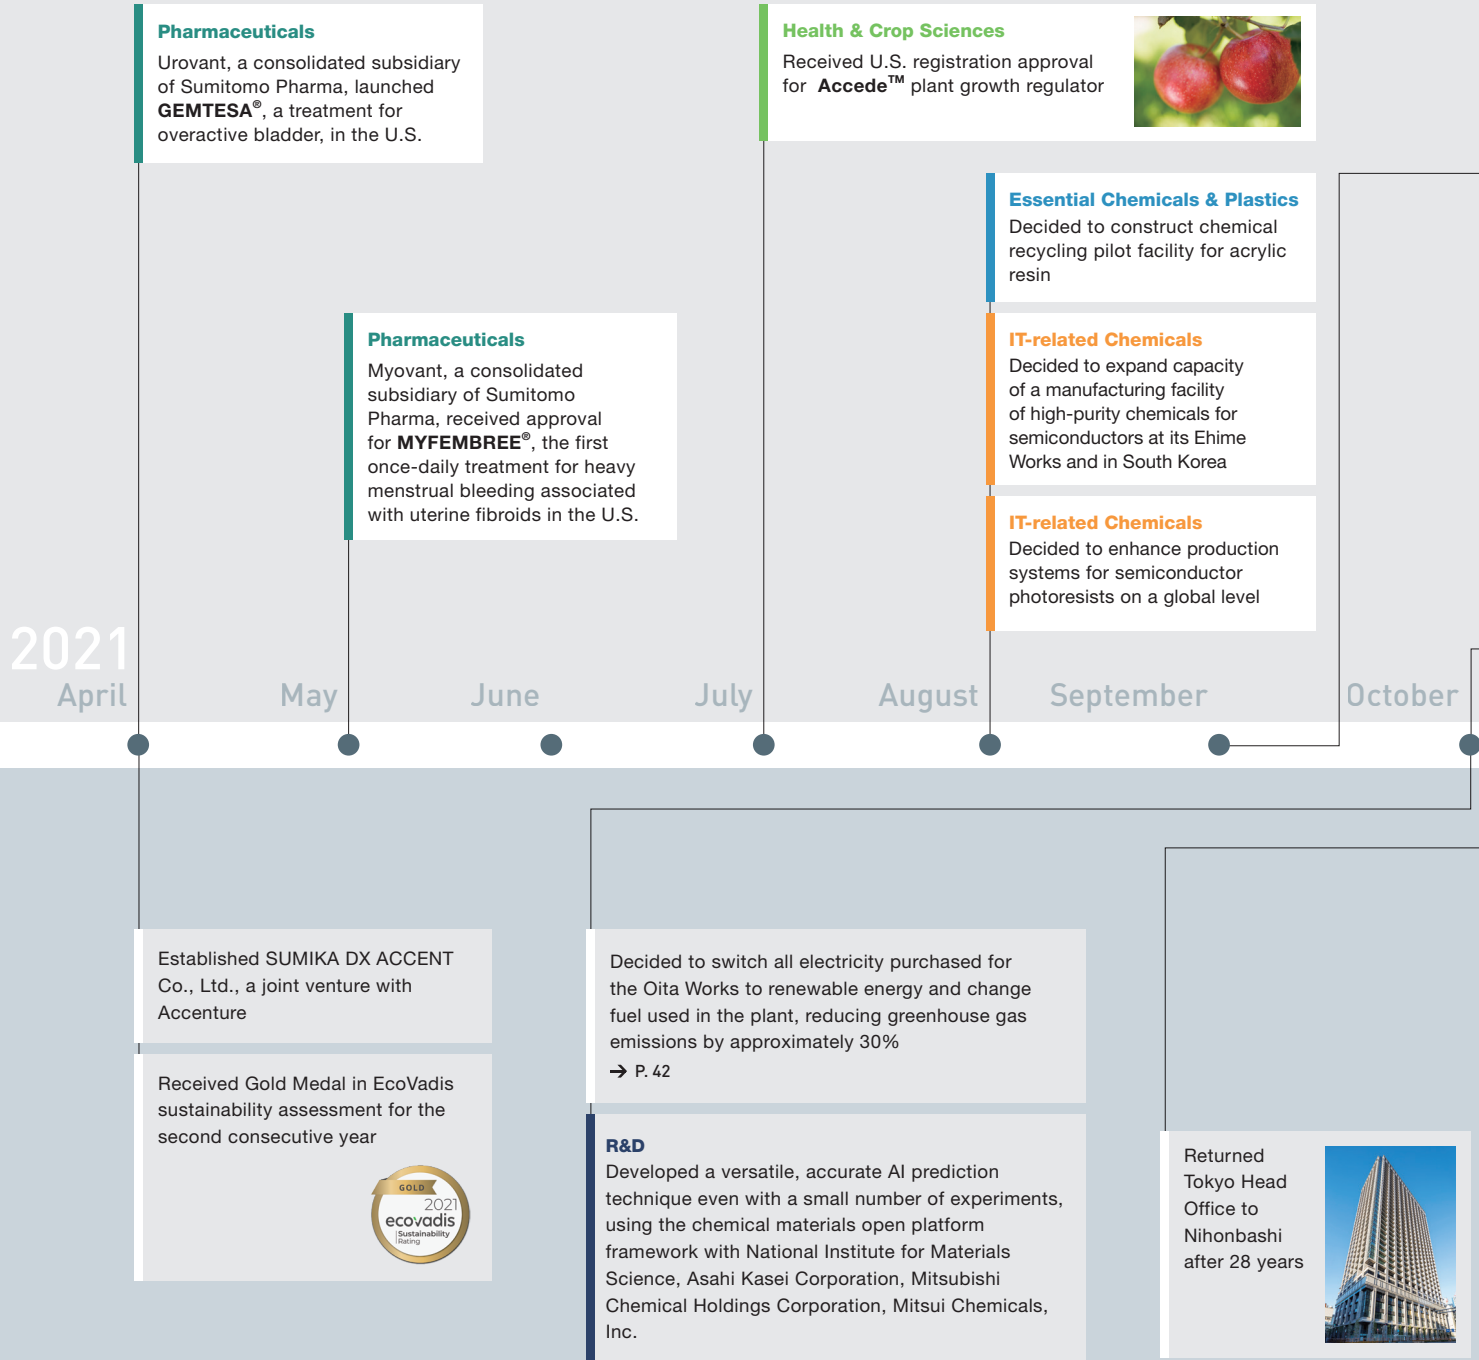 Pharmaceuticals
Urovant, a consolidated subsidiary
of Sumitomo Pharma, launched
GEMTESA®, a treatment for
overactive bladder, in the U.S.
Health & Crop Sciences
Received U.S. registration approval
for Accede™ plant growth regulator
Essential Chemicals & Plastics
Decided to construct chemical
recycling pilot facility for acrylic
resin
Pharmaceuticals
Myovant, a consolidated
subsidiary of Sumitomo
Pharma, received approval
for MYFEMBREE®, the first
once-daily treatment for heavy
menstrual bleeding associated
with uterine fibroids in the U.S.
IT-related Chemicals
Decided to expand capacity
of a manufacturing facility
of high-purity chemicals for
semiconductors at its Ehime
Works and in South Korea
IT-related Chemicals
Decided to enhance production
systems for semiconductor
photoresists on a global level
2021
April May June July August September October
Established SUMIKA DX ACCENT
Co., Ltd., a joint venture with
Accenture
Received Gold Medal in EcoVadis
sustainability assessment for the
second consecutive year
GOLD
2021
ecovadis
Sustainability
Rating
Decided to switch all electricity purchased for
the Oita Works to renewable energy and change
fuel used in the plant, reducing greenhouse gas
emissions by approximately 30%
→ P. 42
R&D
Developed a versatile, accurate AI prediction
technique even with a small number of experiments,
using the chemical materials open platform
framework with National Institute for Materials
Science, Asahi Kasei Corporation, Mitsubishi
Chemical Holdings Corporation, Mitsui Chemicals,
Inc.
Returned
Tokyo Head
Office to
Nihonbashi
after 28 years